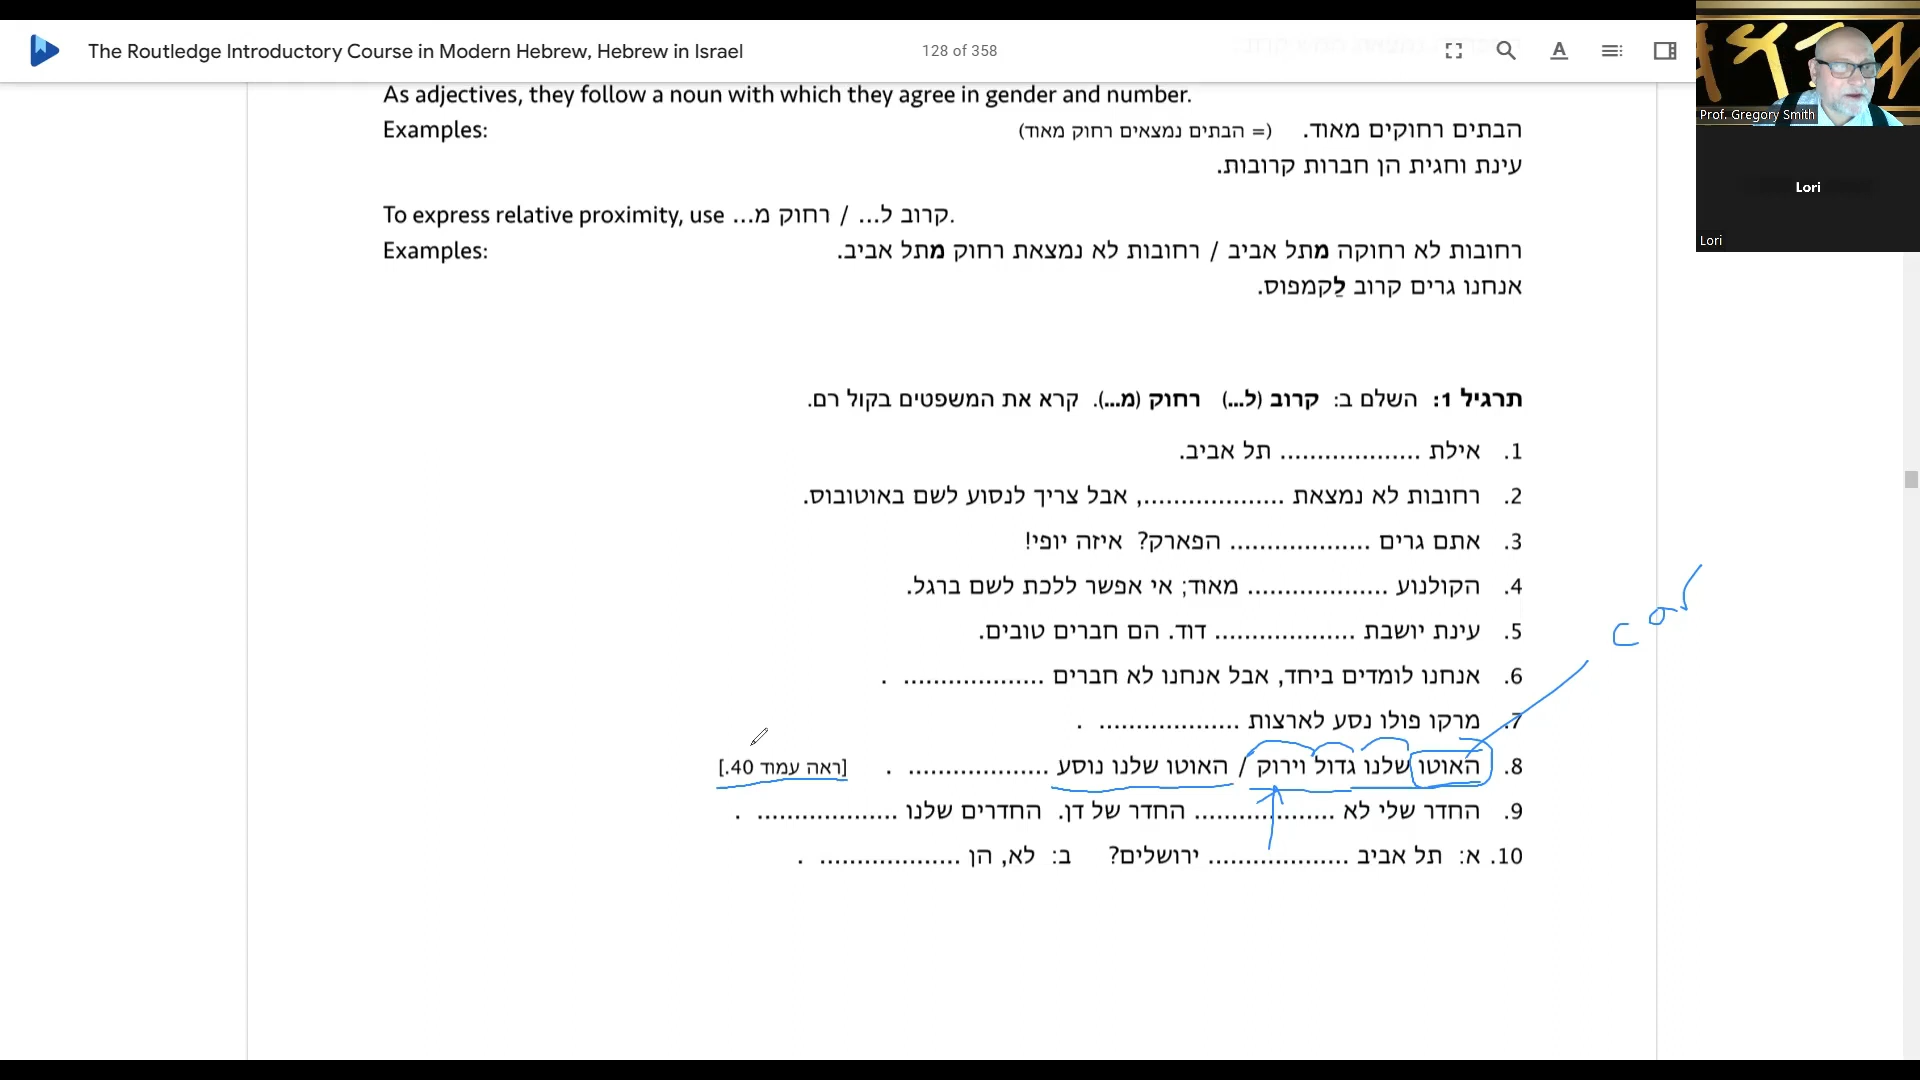 The Routledge Introductory Course in Modern Hebrew, Hebrew in Israel
128 of 358
A
Prof. Gregory Smith
Lori
Lori
As adjectives, they follow a noun with which they agree in gender and number.
Examples: הבתים רחוקים מאוד. (= הבתים נמצאים רחוק מאוד)
עינת וחגית הן חברות קרובות.
To express relative proximity, use קרוב ל... / רחוק מ....
Examples: רחובות לא רחוקה מתל אביב / רחובות לא נמצאת רחוק מתל אביב.
אנחנו גרים קרוב לַקמפוס.
תרגיל 1: השלם ב: קרוב (ל...) רחוק (מ...). קרא את המשפטים בקול רם.
1. אילת ................... תל אביב.
2. רחובות לא נמצאת ..................., אבל צריך לנסוע לשם באוטובוס.
3. אתם גרים ................... הפארק? איזה יופי!
4. הקולנוע ................... מאוד; אי אפשר ללכת לשם ברגל.
5. עינת יושבת ................... דוד. הם חברים טובים.
6. אנחנו לומדים ביחד, אבל אנחנו לא חברים ................... .
7. מרקו פולו נסע לארצות ................... .
8. האוטו שלנו גדול וירוק / האוטו שלנו נוסע ................... . [ראה עמוד 40.]
9. החדר שלי לא ................... החדר של דן. החדרים שלנו ................... .
10. א: תל אביב ................... ירושלים? ב: לא, הן ................... .
car